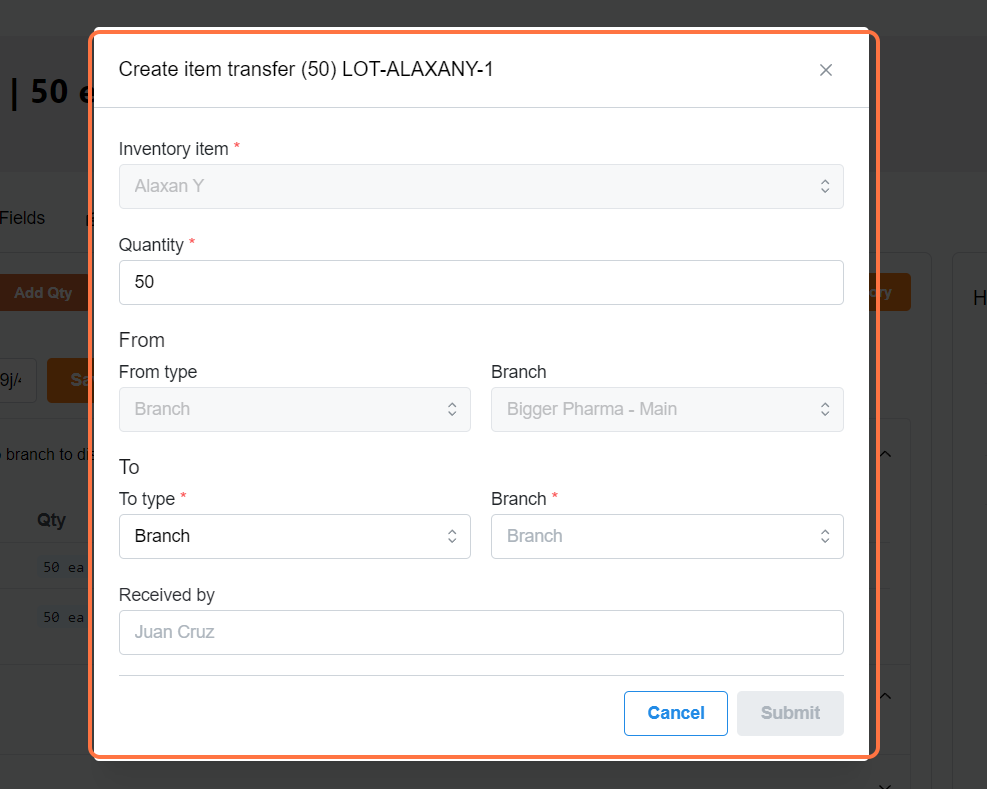 Create item transfer (50) LOT-ALAXANY-1
| 50
Inventory item *
Alaxan Y
Fields
Quantity *
50
Add Qty
From
From type
Branch
Branch
Bigger Pharma - Main
9j/
branch to
To
To type *
Branch *
Branch
Branch
Qty
50 ea
Received by
Juan Cruz
50 ea
Cancel
Submit